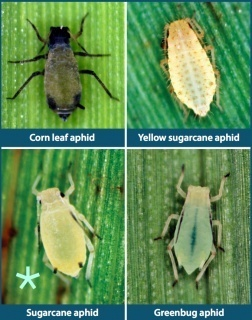 Corn leaf aphid
Yellow sugarcane aphid
Sugarcane aphid
Greenbug aphid